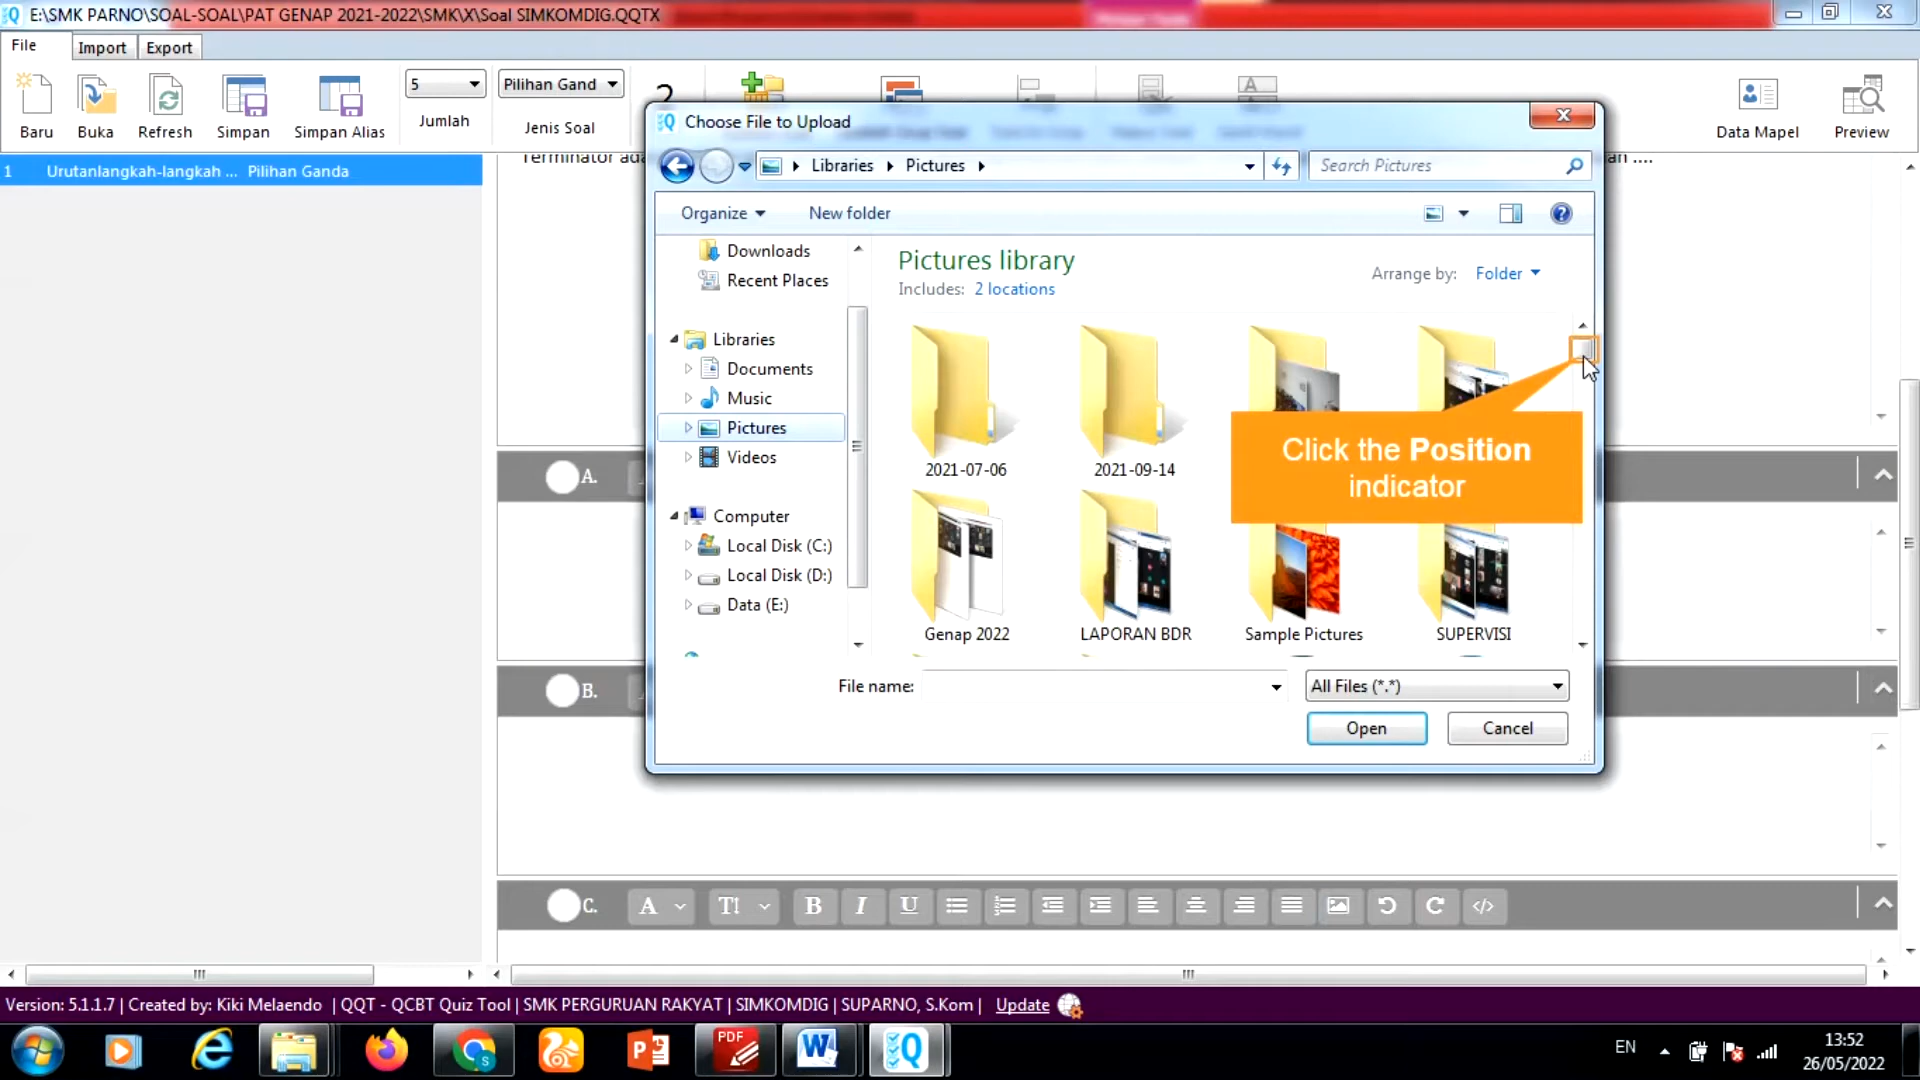 E:\SMK PARNO\SOAL-SOAL\PAT GENAP 2021-2022\SMK\X\Soal SIMKOMDIG.QQTX
File
Import
Export
Baru
Buka
Refresh
Simpan
Simpan Alias
5
Jumlah
Pilihan Gand
Jenis Soal
Data Mapel
Preview
1 Urutanlangkah-langkah ... Pilihan Ganda
Terminator ada
an ....
Choose File to Upload
Libraries
Pictures
Search Pictures
Organize
New folder
Downloads
Recent Places
Libraries
Documents
Music
Pictures
Videos
Computer
Local Disk (C:)
Local Disk (D:)
Data (E:)
Pictures library
Includes: 2 locations
Arrange by: Folder
2021-07-06
2021-09-14
Click the Position
indicator
Genap 2022
LAPORAN BDR
Sample Pictures
SUPERVISI
File name:
All Files (*.*)
Open
Cancel
A.
B.
C.
Version: 5.1.1.7 | Created by: Kiki Melaendo | QQT - QCBT Quiz Tool | SMK PERGURUAN RAKYAT | SIMKOMDIG | SUPARNO, S.Kom | Update
PDF
EN
13:52
26/05/2022